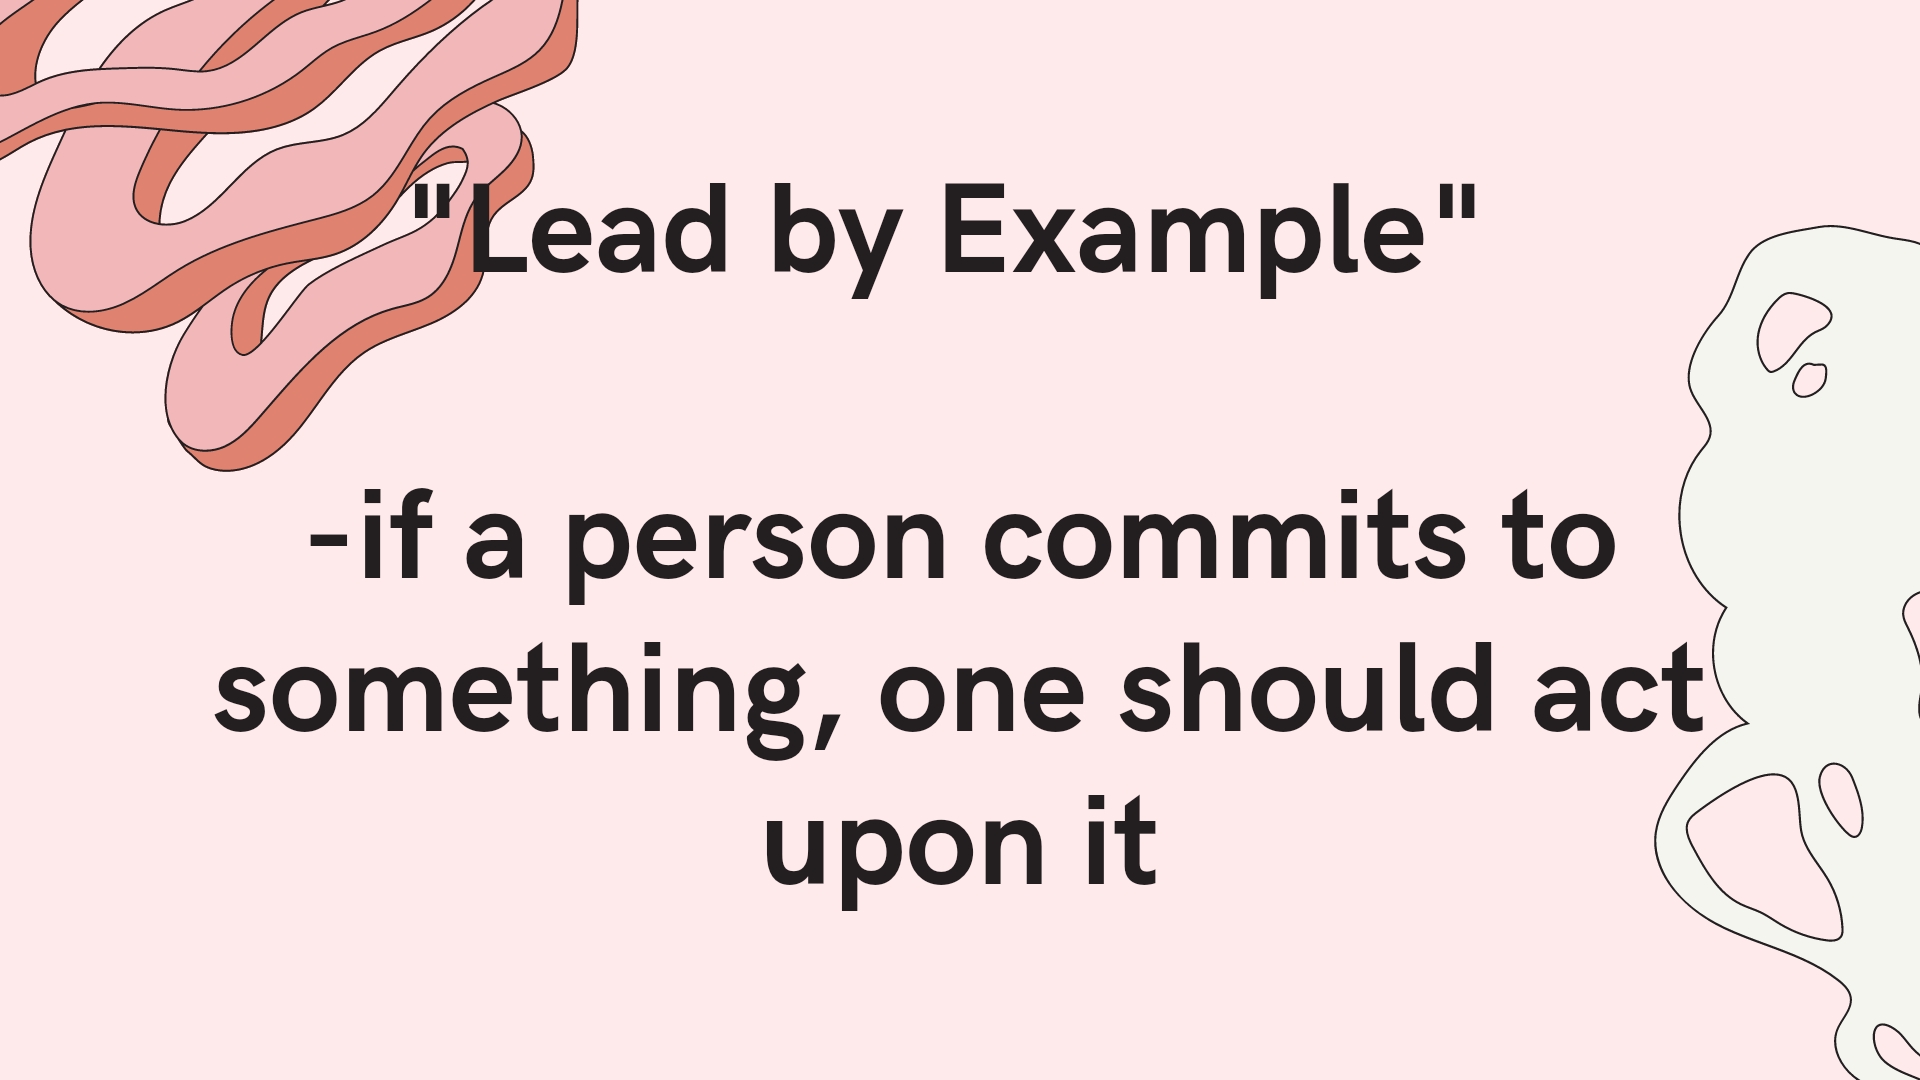 "Lead by Example"
-if a person commits to
something, one should act
upon it